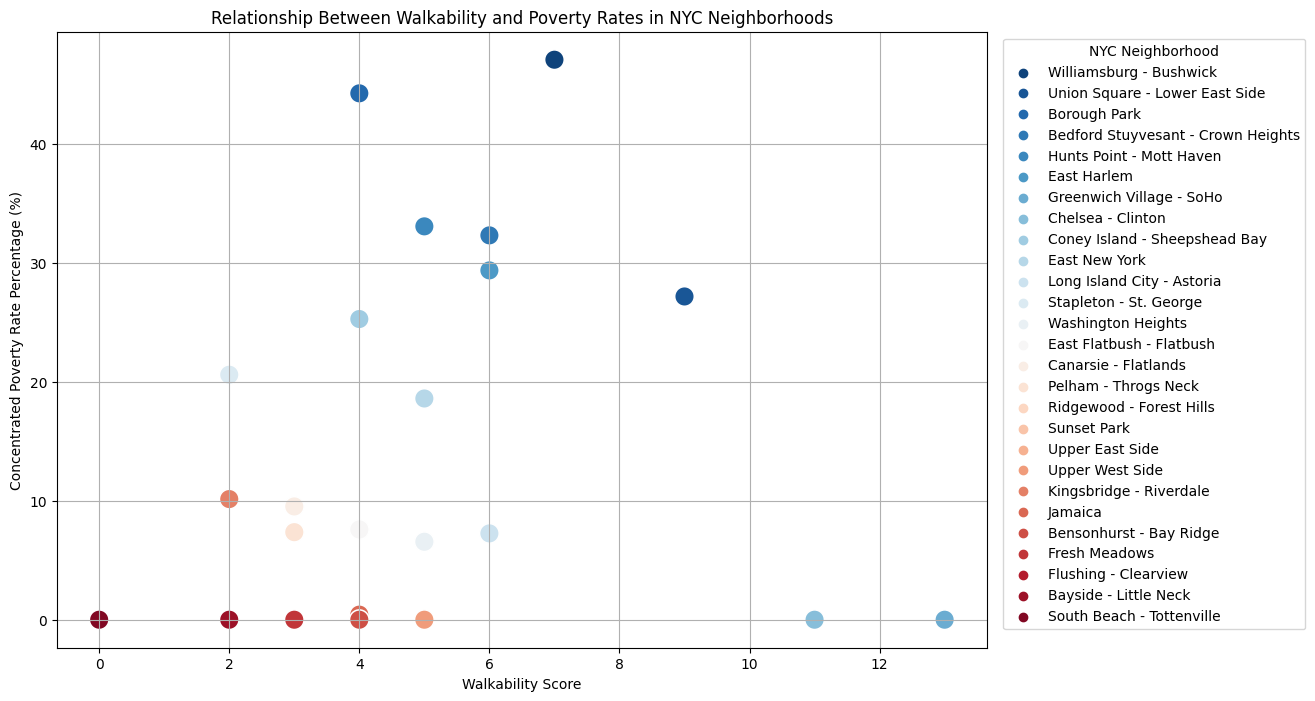 Relationship Between Walkability and Poverty Rates in NYC Neighborhoods
Concentrated Poverty Rate Percentage (%)
40
30
20
10
0
0 2 4 6 8 10 12
Walkability Score
NYC Neighborhood
Williamsburg - Bushwick
Union Square - Lower East Side
Borough Park
Bedford Stuyvesant - Crown Heights
Hunts Point - Mott Haven
East Harlem
Greenwich Village - SoHo
Chelsea - Clinton
Coney Island - Sheepshead Bay
East New York
Long Island City - Astoria
Stapleton - St. George
Washington Heights
East Flatbush - Flatbush
Canarsie - Flatlands
Pelham - Throgs Neck
Ridgewood - Forest Hills
Sunset Park
Upper East Side
Upper West Side
Kingsbridge - Riverdale
Jamaica
Bensonhurst - Bay Ridge
Fresh Meadows
Flushing - Clearview
Bayside - Little Neck
South Beach - Tottenville